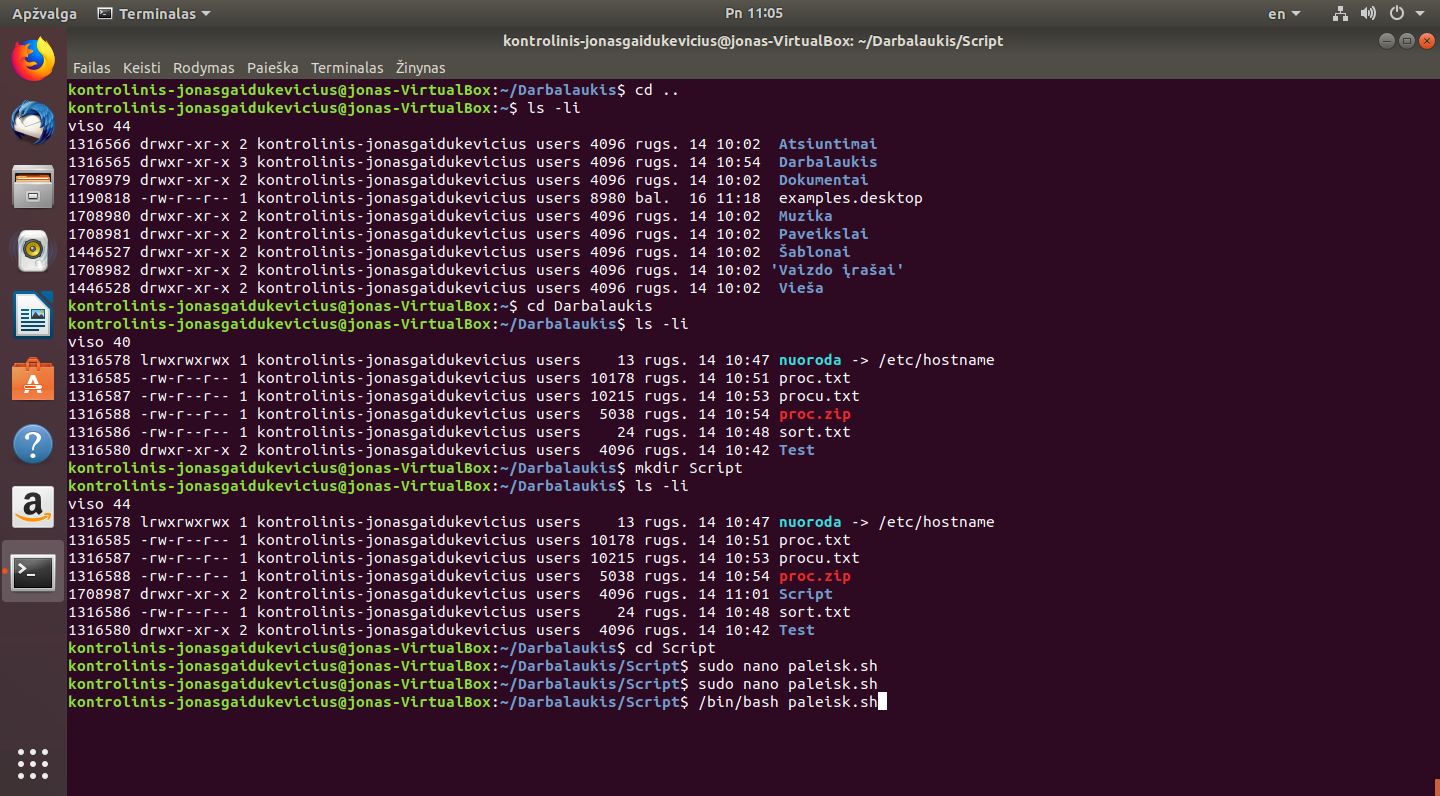 Apžvalga Terminalas Pn 11:05 en
kontrolinis-jonasgaidukevicius@jonas-VirtualBox: ~/Darbalaukis/Script
Failas Keisti Rodymas Paieška Terminalas Žinynas
kontrolinis-jonasgaidukevicius@jonas-VirtualBox:~/Darbalaukis$ cd ..
kontrolinis-jonasgaidukevicius@jonas-VirtualBox:~$ ls -li
viso 44
1316566 drwxr-xr-x 2 kontrolinis-jonasgaidukevicius users 4096 rugs. 14 10:02  Atsiuntimai
1316565 drwxr-xr-x 3 kontrolinis-jonasgaidukevicius users 4096 rugs. 14 10:54  Darbalaukis
1708979 drwxr-xr-x 2 kontrolinis-jonasgaidukevicius users 4096 rugs. 14 10:02  Dokumentai
1190818 -rw-r--r-- 1 kontrolinis-jonasgaidukevicius users 8980 bal.  16 11:18  examples.desktop
1708980 drwxr-xr-x 2 kontrolinis-jonasgaidukevicius users 4096 rugs. 14 10:02  Muzika
1708981 drwxr-xr-x 2 kontrolinis-jonasgaidukevicius users 4096 rugs. 14 10:02  Paveikslai
1446527 drwxr-xr-x 2 kontrolinis-jonasgaidukevicius users 4096 rugs. 14 10:02  Šablonai
1708982 drwxr-xr-x 2 kontrolinis-jonasgaidukevicius users 4096 rugs. 14 10:02 'Vaizdo įrašai'
1446528 drwxr-xr-x 2 kontrolinis-jonasgaidukevicius users 4096 rugs. 14 10:02  Vieša
kontrolinis-jonasgaidukevicius@jonas-VirtualBox:~$ cd Darbalaukis
kontrolinis-jonasgaidukevicius@jonas-VirtualBox:~/Darbalaukis$ ls -li
viso 40
1316578 lrwxrwxrwx 1 kontrolinis-jonasgaidukevicius users    13 rugs. 14 10:47 nuoroda -> /etc/hostname
1316585 -rw-r--r-- 1 kontrolinis-jonasgaidukevicius users 10178 rugs. 14 10:51 proc.txt
1316587 -rw-r--r-- 1 kontrolinis-jonasgaidukevicius users 10215 rugs. 14 10:53 procu.txt
1316588 -rw-r--r-- 1 kontrolinis-jonasgaidukevicius users  5038 rugs. 14 10:54 proc.zip
1316586 -rw-r--r-- 1 kontrolinis-jonasgaidukevicius users    24 rugs. 14 10:48 sort.txt
1316580 drwxr-xr-x 2 kontrolinis-jonasgaidukevicius users  4096 rugs. 14 10:42 Test
kontrolinis-jonasgaidukevicius@jonas-VirtualBox:~/Darbalaukis$ mkdir Script
kontrolinis-jonasgaidukevicius@jonas-VirtualBox:~/Darbalaukis$ ls -li
viso 44
1316578 lrwxrwxrwx 1 kontrolinis-jonasgaidukevicius users    13 rugs. 14 10:47 nuoroda -> /etc/hostname
1316585 -rw-r--r-- 1 kontrolinis-jonasgaidukevicius users 10178 rugs. 14 10:51 proc.txt
1316587 -rw-r--r-- 1 kontrolinis-jonasgaidukevicius users 10215 rugs. 14 10:53 procu.txt
1316588 -rw-r--r-- 1 kontrolinis-jonasgaidukevicius users  5038 rugs. 14 10:54 proc.zip
1708987 drwxr-xr-x 2 kontrolinis-jonasgaidukevicius users  4096 rugs. 14 11:01 Script
1316586 -rw-r--r-- 1 kontrolinis-jonasgaidukevicius users    24 rugs. 14 10:48 sort.txt
1316580 drwxr-xr-x 2 kontrolinis-jonasgaidukevicius users  4096 rugs. 14 10:42 Test
kontrolinis-jonasgaidukevicius@jonas-VirtualBox:~/Darbalaukis$ cd Script
kontrolinis-jonasgaidukevicius@jonas-VirtualBox:~/Darbalaukis/Script$ sudo nano paleisk.sh
kontrolinis-jonasgaidukevicius@jonas-VirtualBox:~/Darbalaukis/Script$ sudo nano paleisk.sh
kontrolinis-jonasgaidukevicius@jonas-VirtualBox:~/Darbalaukis/Script$ /bin/bash paleisk.sh